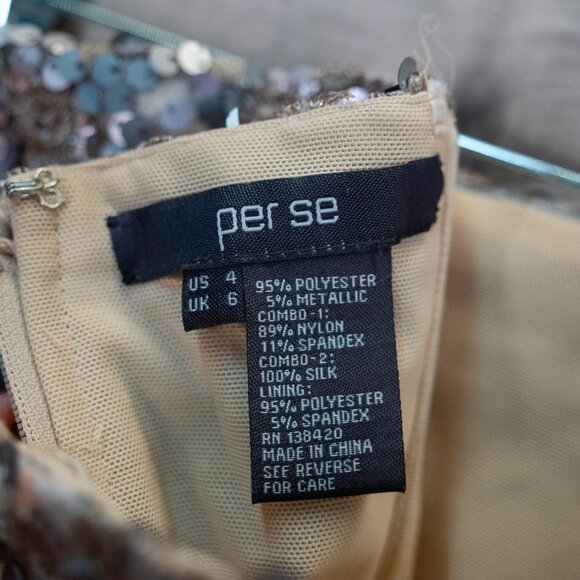 per se
US 4
UK 6
95% POLYESTER
5% METALLIC
COMBO-1:
89% NYLON
11% SPANDEX
COMBO-2:
100% SILK
LINING:
95% POLYESTER
5% SPANDEX
RN 138420
MADE IN CHINA
SEE REVERSE
FOR CARE